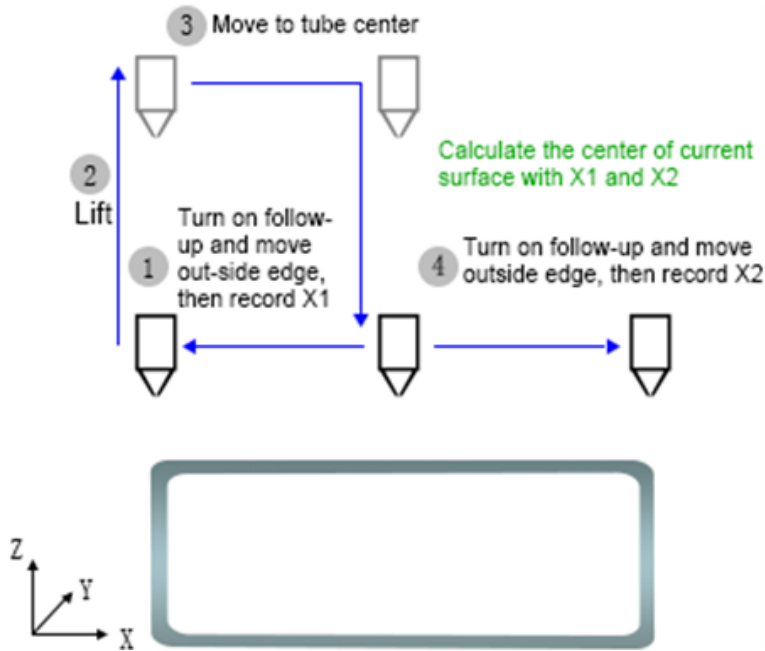 3 Move to tube center
Calculate the center of current
surface with X1 and X2
2
Lift
1
Turn on follow-
up and move
out-side edge,
then record X1
4
Turn on follow-up and move
outside edge, then record X2
Z
Y
X